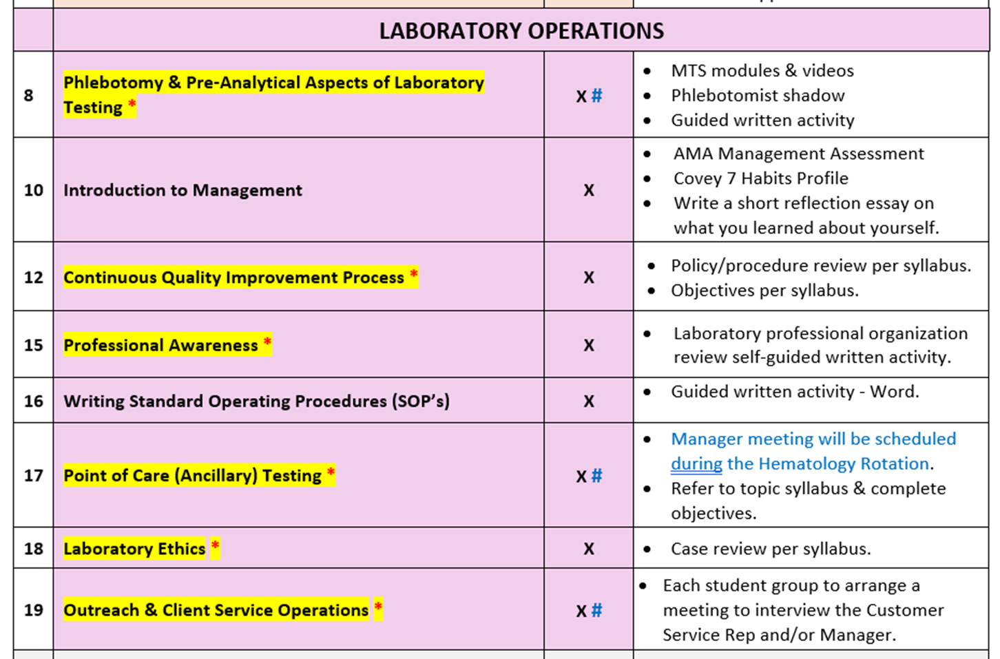 LABORATORY OPERATIONS
8
Phlebotomy & Pre-Analytical Aspects of Laboratory
Testing *
X #
• MTS modules & videos
• Phlebotomist shadow
• Guided written activity
10
Introduction to Management
X
• AMA Management Assessment
• Covey 7 Habits Profile
• Write a short reflection essay on
what you learned about yourself.
12
Continuous Quality Improvement Process *
X
• Policy/procedure review per syllabus.
• Objectives per syllabus.
15
Professional Awareness *
X
• Laboratory professional organization
review self-guided written activity.
16
Writing Standard Operating Procedures (SOP’s)
X
• Guided written activity - Word.
17
Point of Care (Ancillary) Testing *
X #
• Manager meeting will be scheduled
during the Hematology Rotation.
• Refer to topic syllabus & complete
objectives.
18
Laboratory Ethics *
X
• Case review per syllabus.
19
Outreach & Client Service Operations *
X #
• Each student group to arrange a
meeting to interview the Customer
Service Rep and/or Manager.